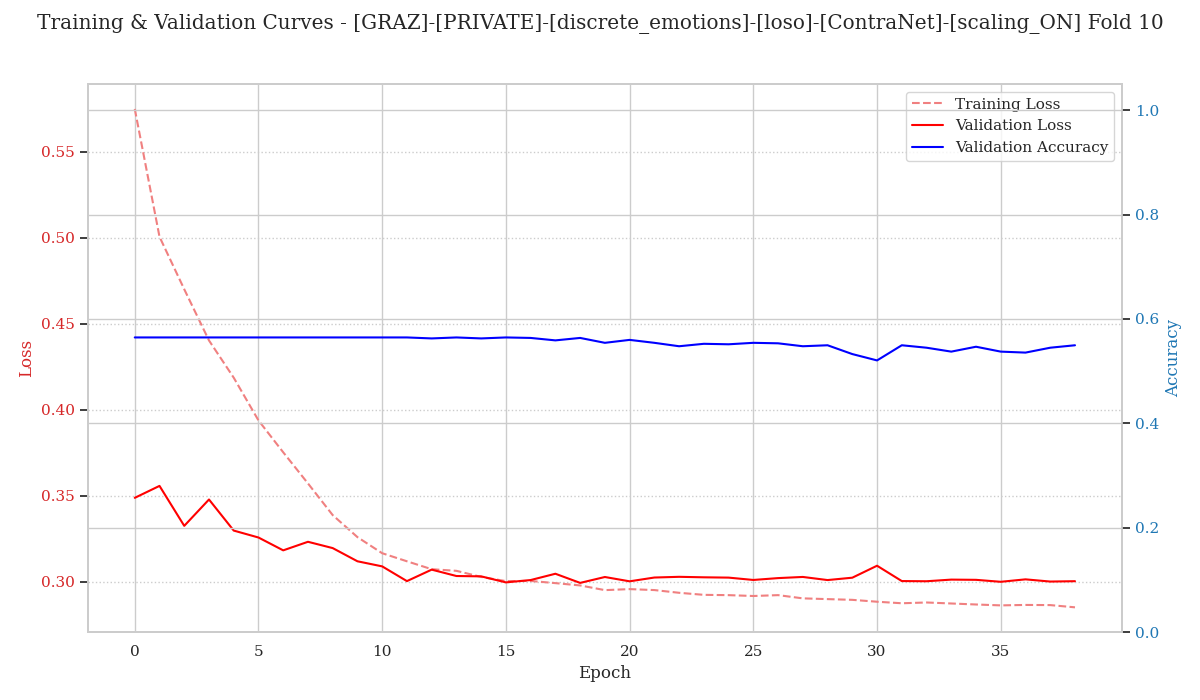 Training & Validation Curves - [GRAZ]-[PRIVATE]-[discrete_emotions]-[loso]-[ContraNet]-[scaling_ON] Fold 10
Training Loss
Validation Loss
Validation Accuracy
0.55
0.50
0.45
0.40
0.35
0.30
Loss
1.0
0.8
0.6
0.4
0.2
0.0
Accuracy
0 5 10 15 20 25 30 35
Epoch